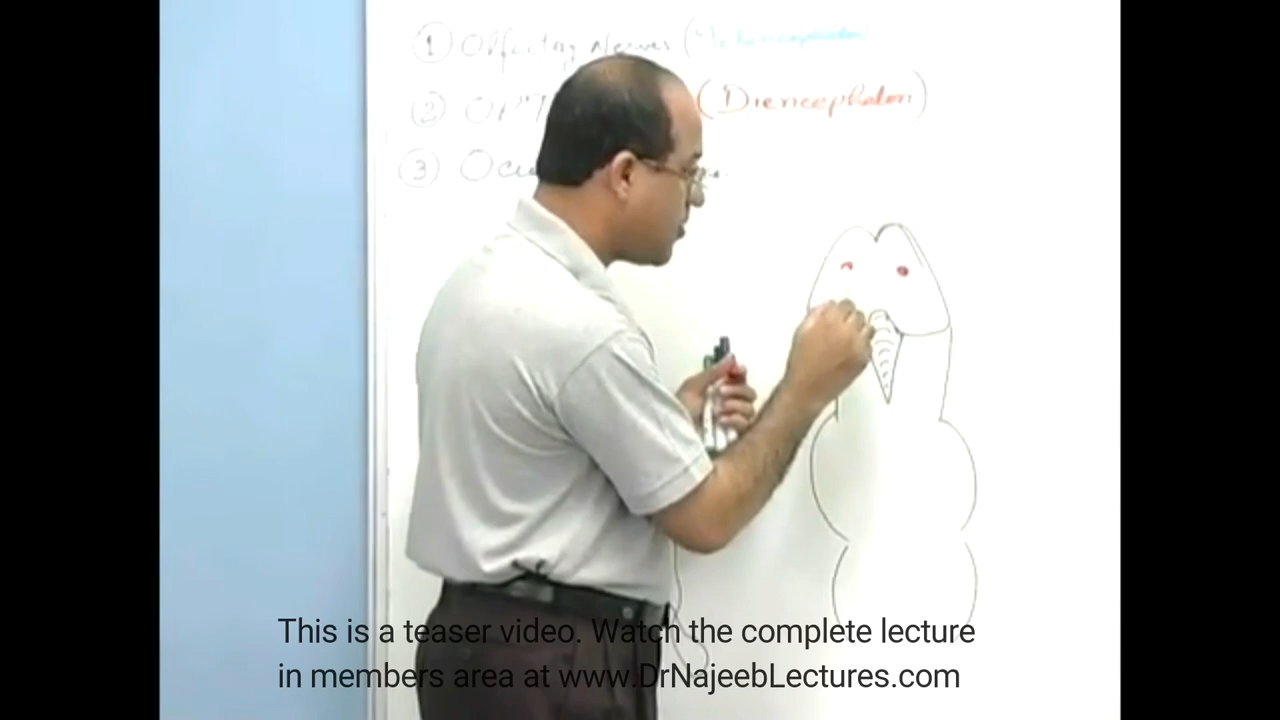 ① Olfactory Nerves (
② OPT (Diencephalon)
③ Ocu
This is a teaser video. Watch the complete lecture
in members area at www.DrNajeebLectures.com